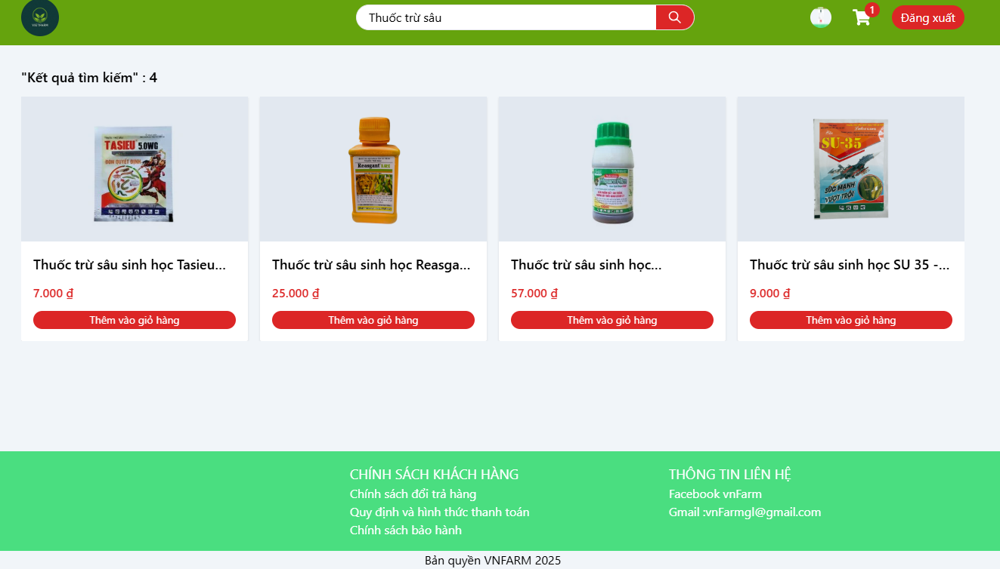 VIETFARM
Thuốc trừ sâu
1
Đăng xuất
"Kết quả tìm kiếm" : 4
TASIEU 5.0WG
ĐÒN QUYẾT ĐỊNH
Reasgant
SU-35
SỨC MẠNH
VƯỢT TRỘI
Thuốc trừ sâu sinh học Tasieu...
Thuốc trừ sâu sinh học Reasga...
Thuốc trừ sâu sinh học...
Thuốc trừ sâu sinh học SU 35 -...
7.000 ₫
25.000 ₫
57.000 ₫
9.000 ₫
Thêm vào giỏ hàng
Thêm vào giỏ hàng
Thêm vào giỏ hàng
Thêm vào giỏ hàng
CHÍNH SÁCH KHÁCH HÀNG
Chính sách đổi trả hàng
Quy định và hình thức thanh toán
Chính sách bảo hành
THÔNG TIN LIÊN HỆ
Facebook vnFarm
Gmail :vnFarmgl@gmail.com
Bản quyền VNFARM 2025